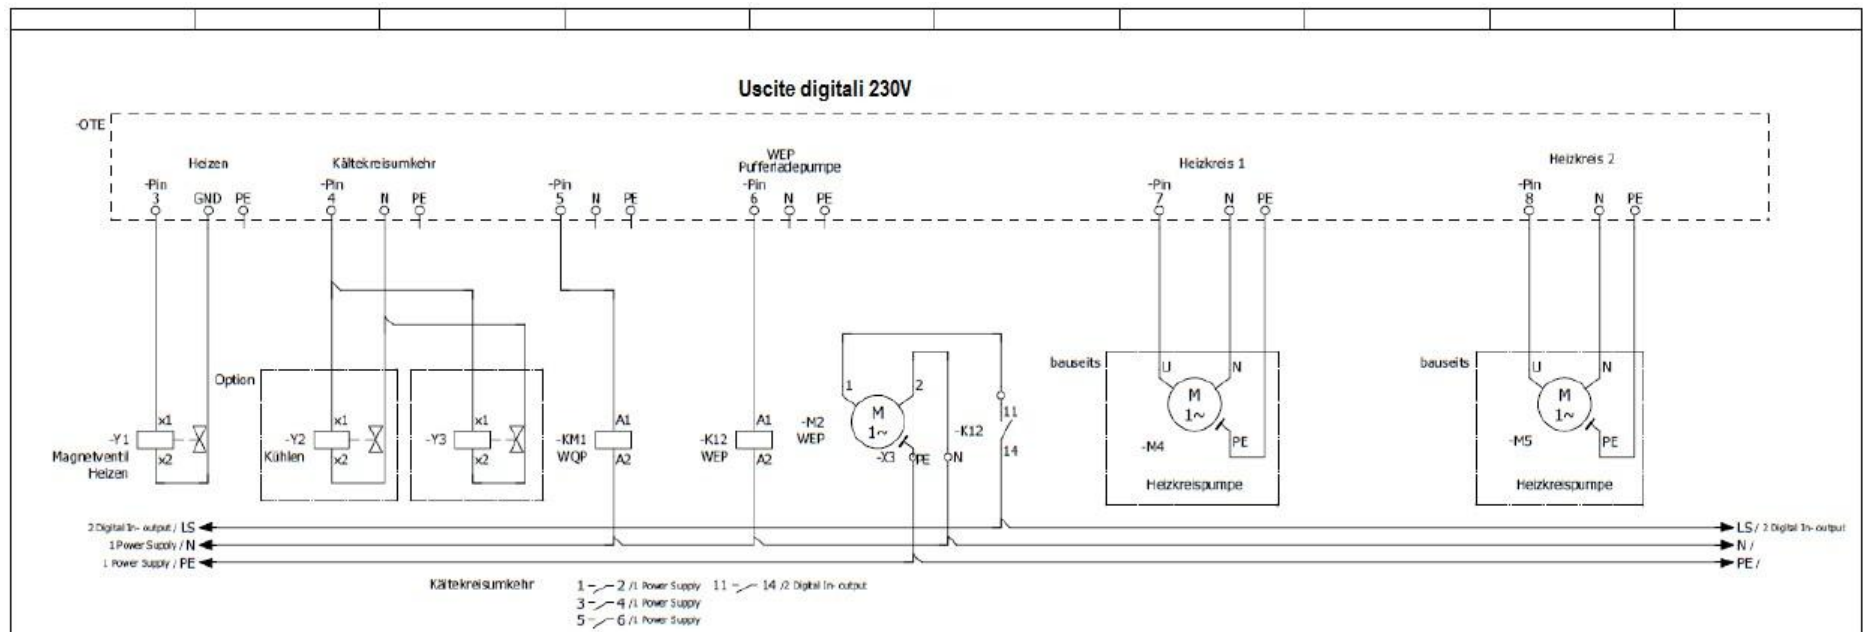 Uscite digitali 230V
-OTE
Heizen
Kältekreisumkehr
WEP
Pufferladepumpe
Heizkreis 1
Heizkreis 2
-Pin
3 GND PE
-Pin
4 N PE
-Pin
5 N PE
-Pin
6 N PE
-Pin
7 N PE
-Pin
8 N PE
Option
x1
-Y1
x2
Magnetventil
Heizen
x1
-Y2
Kühlen
x2
x1
-Y3
x2
A1
-KM1
WQP
A2
A1
-K12
WEP
A2
-M2
WEP
1 2
M
1~
-X3 PE N
-K12
11
14
bauseits
U N
M
1~
PE
-M4
Heizkreispumpe
bauseits
U N
M
1~
PE
-M5
Heizkreispumpe
2 Digital In- output / LS
1 Power Supply / N
1 Power Supply / PE
LS / 2 Digital In- output
N /
PE /
Kältekreisumkehr
1 2 /1 Power Supply 11 14 /2 Digital In- output
3 4 /1 Power Supply
5 6 /1 Power Supply